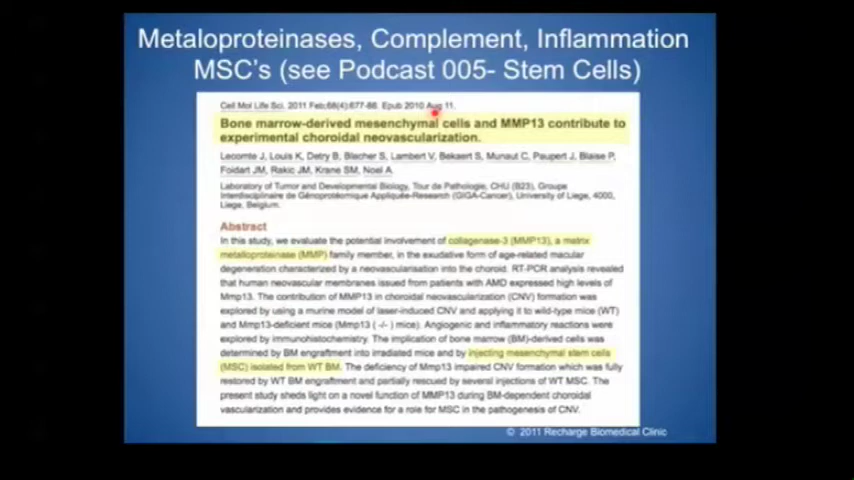 Metaloproteinases, Complement, Inflammation
MSC's (see Podcast 005- Stem Cells)
Cell Mol Life Sci. 2011 Feb;68(4):677-86. Epub 2010 Aug 11.
Bone marrow-derived mesenchymal cells and MMP13 contribute to
experimental choroidal neovascularization.
Lecomte J, Louis K, Detry B, Blacher S, Lambert V, Bekaert S, Munaut C, Paupert J, Blaise P,
Foidart JM, Rakic JM, Krane SM, Noel A.
Laboratory of Tumor and Developmental Biology, Tour de Pathologie, CHU (B23), Groupe
Interdisciplinaire de Génoprotéomique Appliquée-Research (GIGA-Cancer), University of Liege, 4000,
Liege, Belgium.
Abstract
In this study, we evaluate the potential involvement of collagenase-3 (MMP13), a matrix
metalloproteinase (MMP) family member, in the exudative form of age-related macular
degeneration characterized by a neovascularisation into the choroid. RT-PCR analysis revealed
that human neovascular membranes issued from patients with AMD expressed high levels of
Mmp13. The contribution of MMP13 in choroidal neovascularization (CNV) formation was
explored by using a murine model of laser-induced CNV and applying it to wild-type mice (WT)
and Mmp13-deficient mice (Mmp13 ( -/- ) mice). Angiogenic and inflammatory reactions were
explored by immunohistochemistry. The implication of bone marrow (BM)-derived cells was
determined by BM engraftment into irradiated mice and by injecting mesenchymal stem cells
(MSC) isolated from WT BM. The deficiency of Mmp13 impaired CNV formation which was fully
restored by WT BM engraftment and partially rescued by several injections of WT MSC. The
present study sheds light on a novel function of MMP13 during BM-dependent choroidal
vascularization and provides evidence for a role for MSC in the pathogenesis of CNV.
© 2011 Recharge Biomedical Clinic